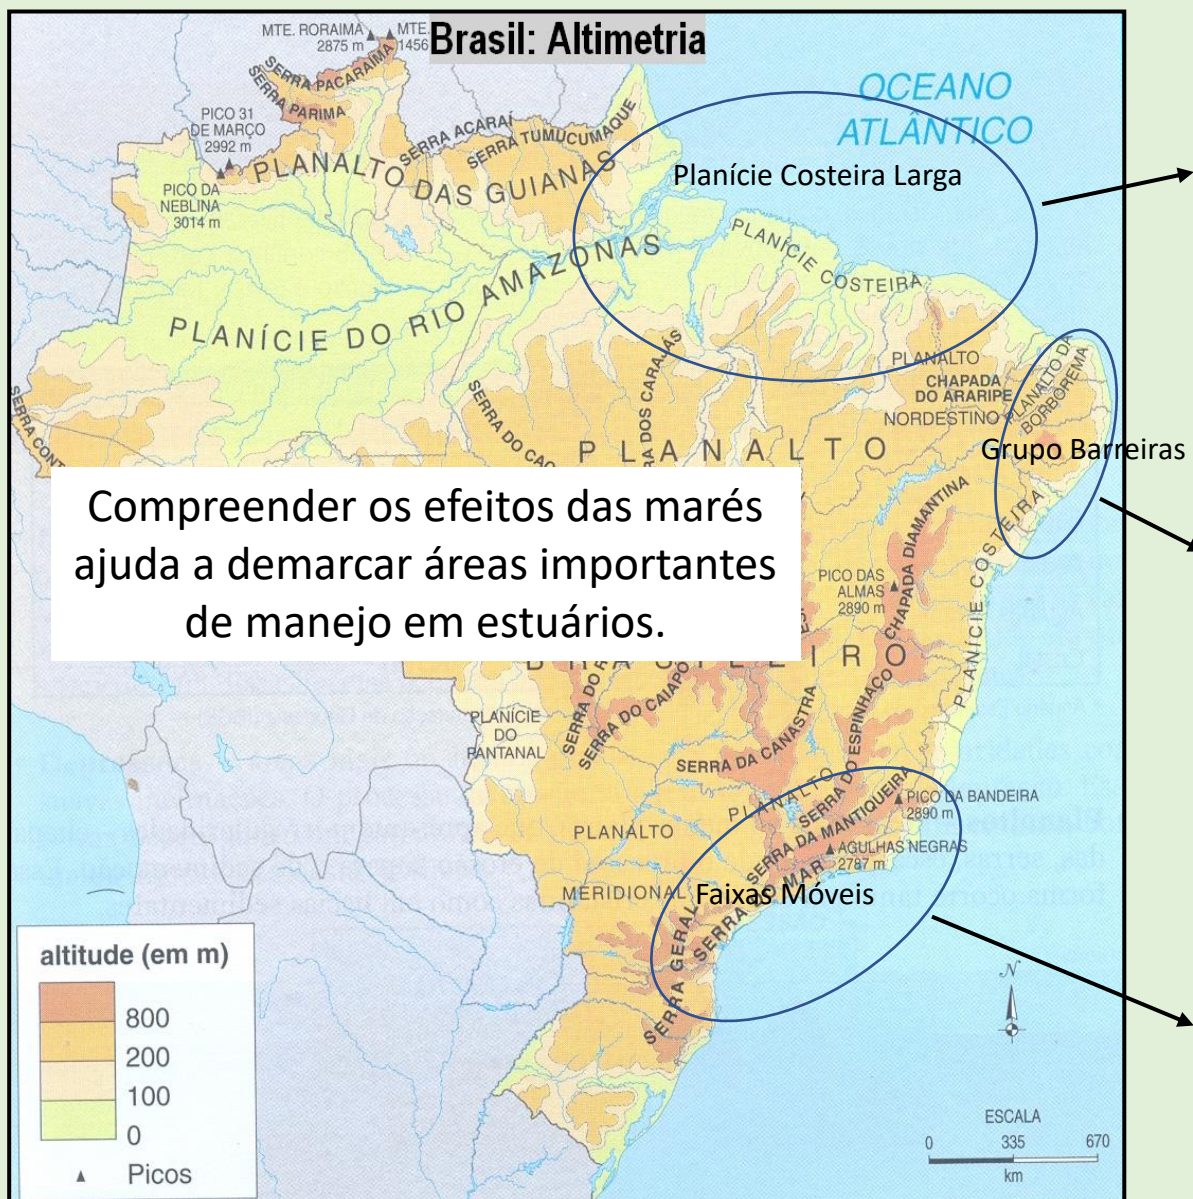 Brasil: Altimetria
MTE. RORAIMA
2875 m
MTE.
1456
SERRA PACARAIMA
SERRA PARIMA
PICO 31
DE MARÇO
2992 m
PICO DA
NEBLINA
3014 m
SERRA ACARAÍ
SERRA TUMUCUMAQUE
PLANALTO DAS GUIANAS
OCEANO
ATLÂNTICO
Planície Costeira Larga
PLANÍCIE COSTEIRA
PLANÍCIE DO RIO AMAZONAS
PLANALTO
NORDESTINO
CHAPADA
DO ARARIPE
PLANALTO DA
BORBOREMA
Grupo Barreiras
SERRA DOS CARAJÁS
PLANALTO
BRASILEIRO
Compreender os efeitos das marés
ajuda a demarcar áreas importantes
de manejo em estuários.
CHAPADA DIAMANTINA
PICO DAS
ALMAS
2890 m
PLANÍCIE COSTEIRA
PLANÍCIE
DO
PANTANAL
SERRA DO CAIAPÓ
SERRA DA CANASTRA
SERRA DO ESPINHAÇO
PLANALTO
SERRA DA MANTIQUEIRA
PICO DA BANDEIRA
2890 m
AGULHAS NEGRAS
2787 m
PLANALTO
MERIDIONAL
Faixas Móveis
SERRA DO MAR
SERRA GERAL
altitude (em m)
800
200
100
0
Picos
N
ESCALA
0 335 670
km